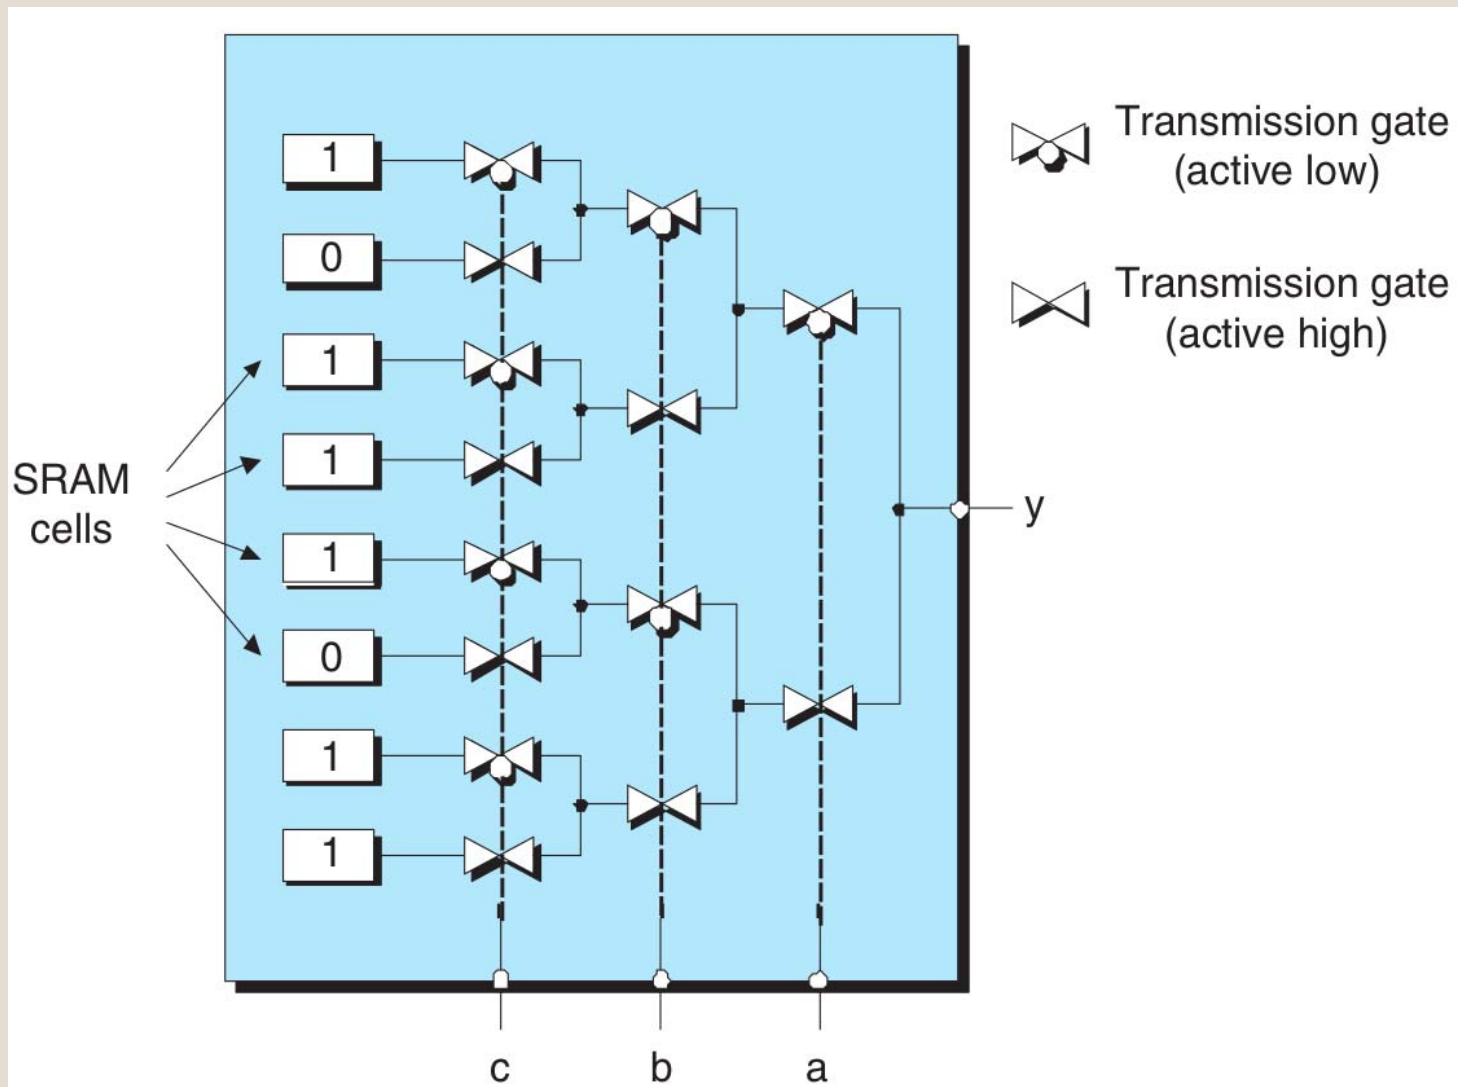 Transmission gate
(active low)
Transmission gate
(active high)
1
0
1
1
1
0
1
1
SRAM
cells
y
c b a